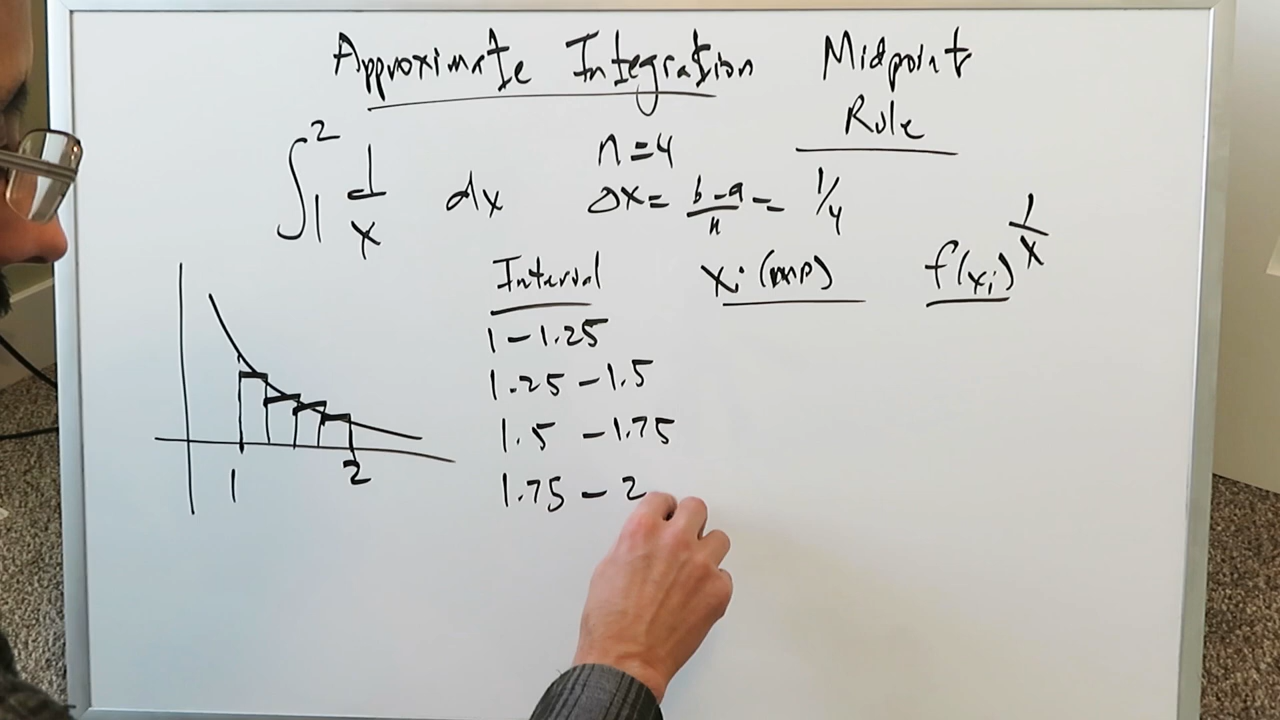 Approximate Integration Midpoint
Rule
∫₁² 1/x dx
n=4
Δx = b-a/n = 1/4
Interval xi (mp) f(xi) 1/x
1 - 1.25
1.25 - 1.5
1.5 - 1.75
1.75 - 2
1 2